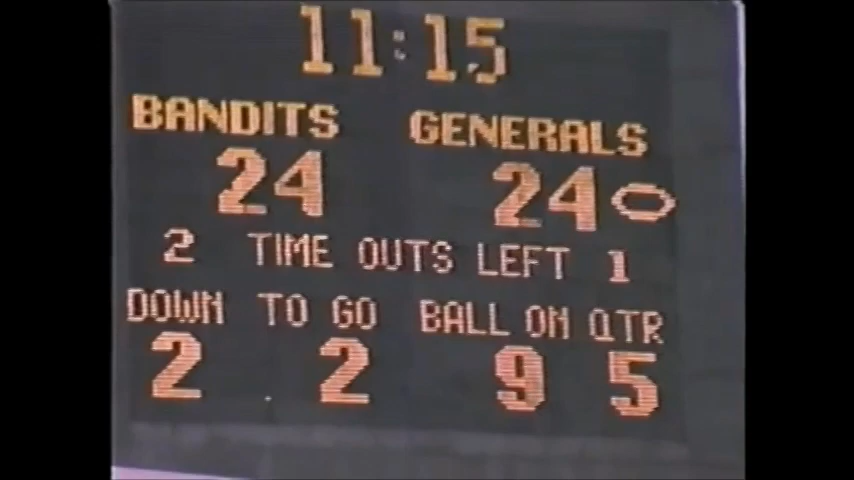 11:15
BANDITS GENERALS
24 24
2 TIME OUTS LEFT 1
DOWN TO GO BALL ON QTR
2 2 9 5